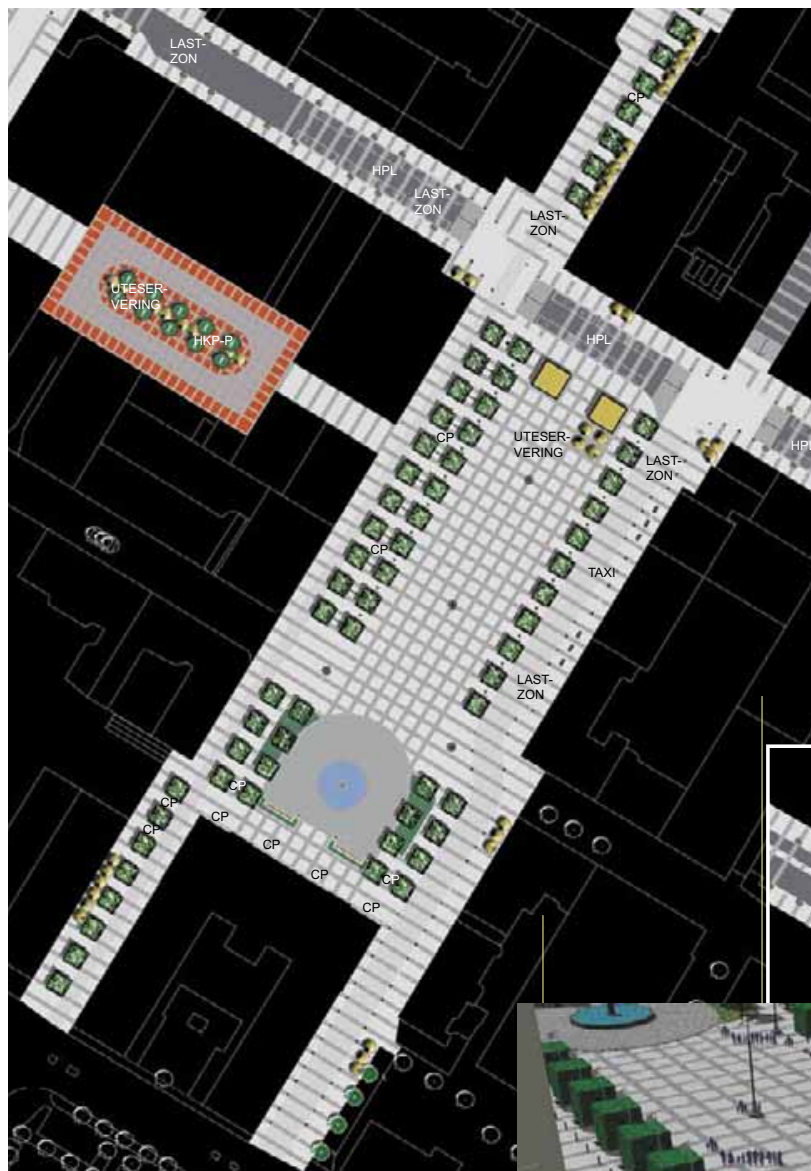 LAST-
ZON
CP
HPL
LAST-
ZON
LAST-
ZON
UTESER-
VERING
HKP-P
HPL
CP
UTESER-
VERING
HPL
LAST-
ZON
CP
TAXI
LAST-
ZON
CP
CP
CP
CP
CP
CP
CP
CP